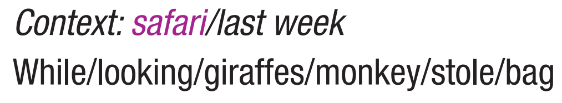 Context: safari/last week
While/looking/giraffes/monkey/stole/bag